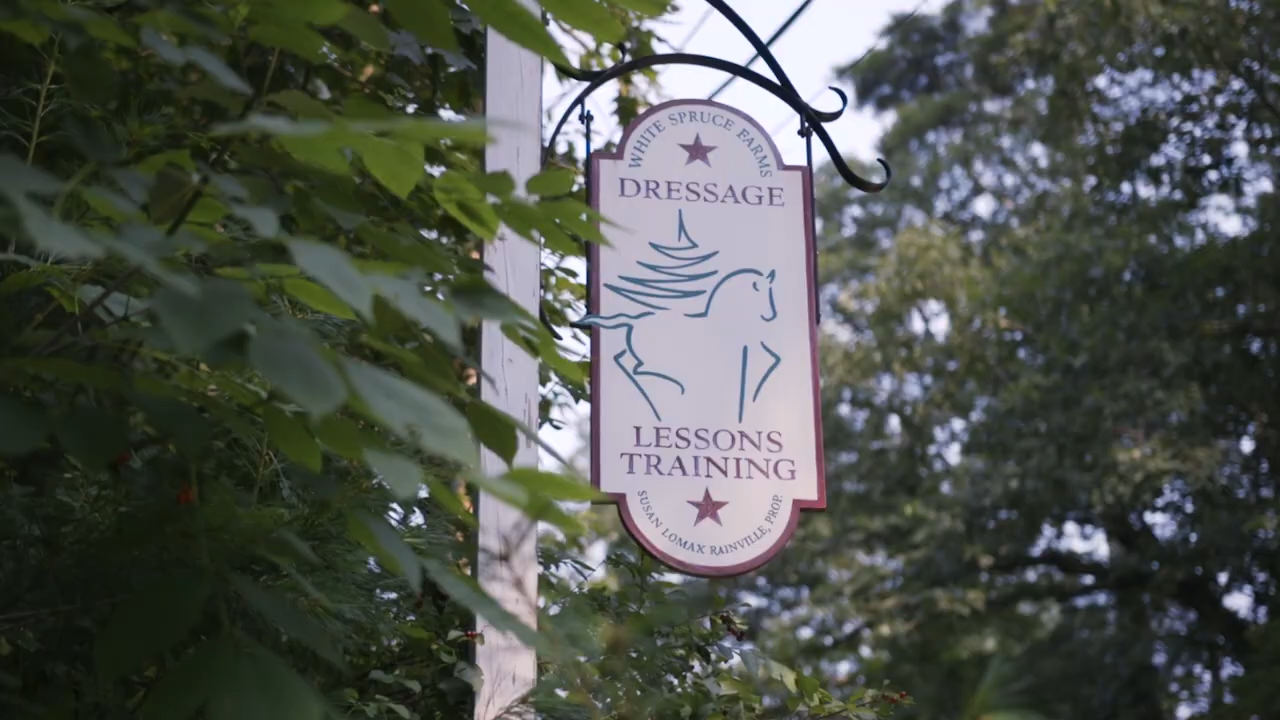 WHITE SPRUCE FARMS
DRESSAGE
LESSONS
TRAINING
SUSAN LOMAX RAINVILLE, PROP.